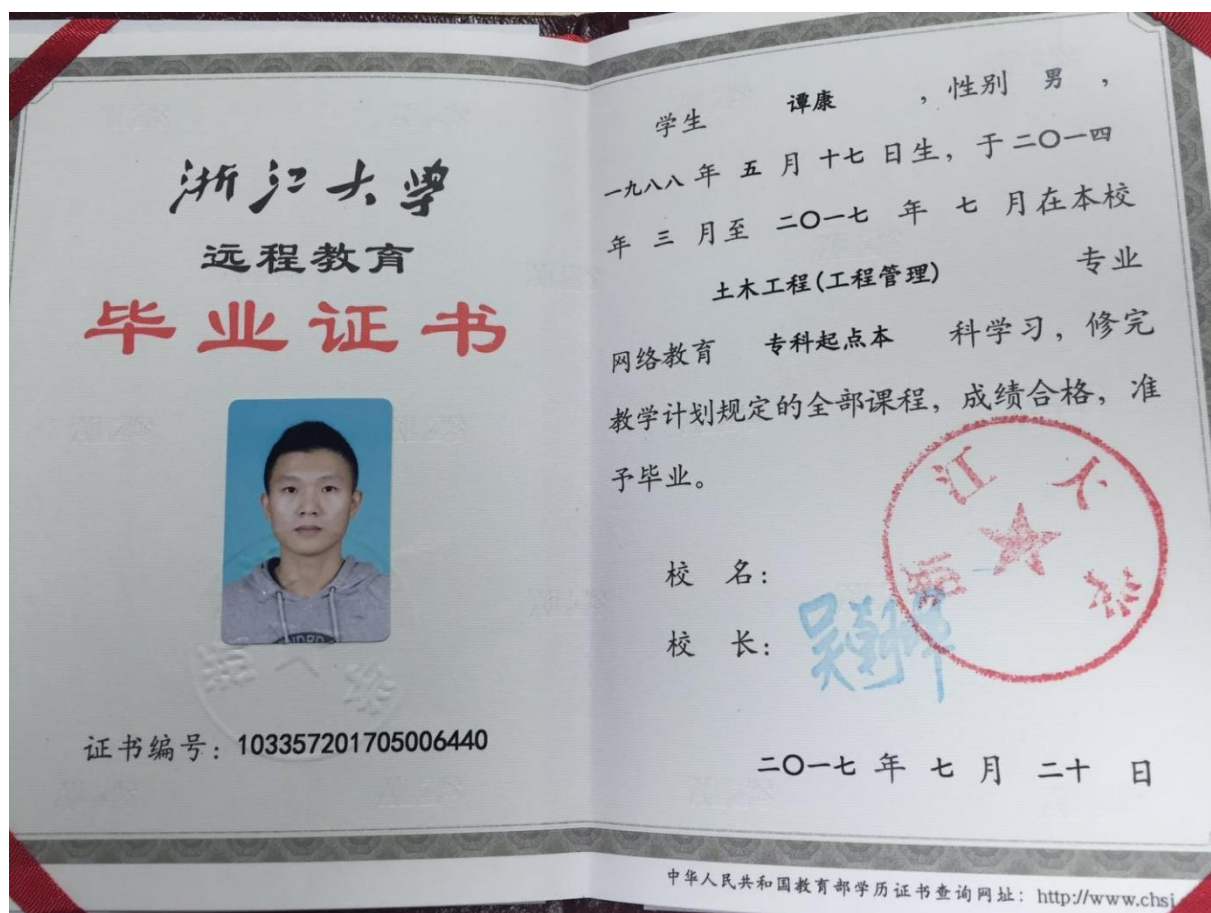 浙江大学
远程教育
毕业证书
证书编号：103357201705006440
学生 谭康 ，性别 男 ，
一九八八 年 五 月 十七 日生，于二〇一四
年 三 月至 二〇一七 年 七 月在本校
土木工程(工程管理) 专业
网络教育 专科起点本 科学习，修完
教学计划规定的全部课程，成绩合格，准
予毕业。
校 名：
校 长：
二〇一七 年 七 月 二十 日
中华人民共和国教育部学历证书查询网址：http://www.chsi